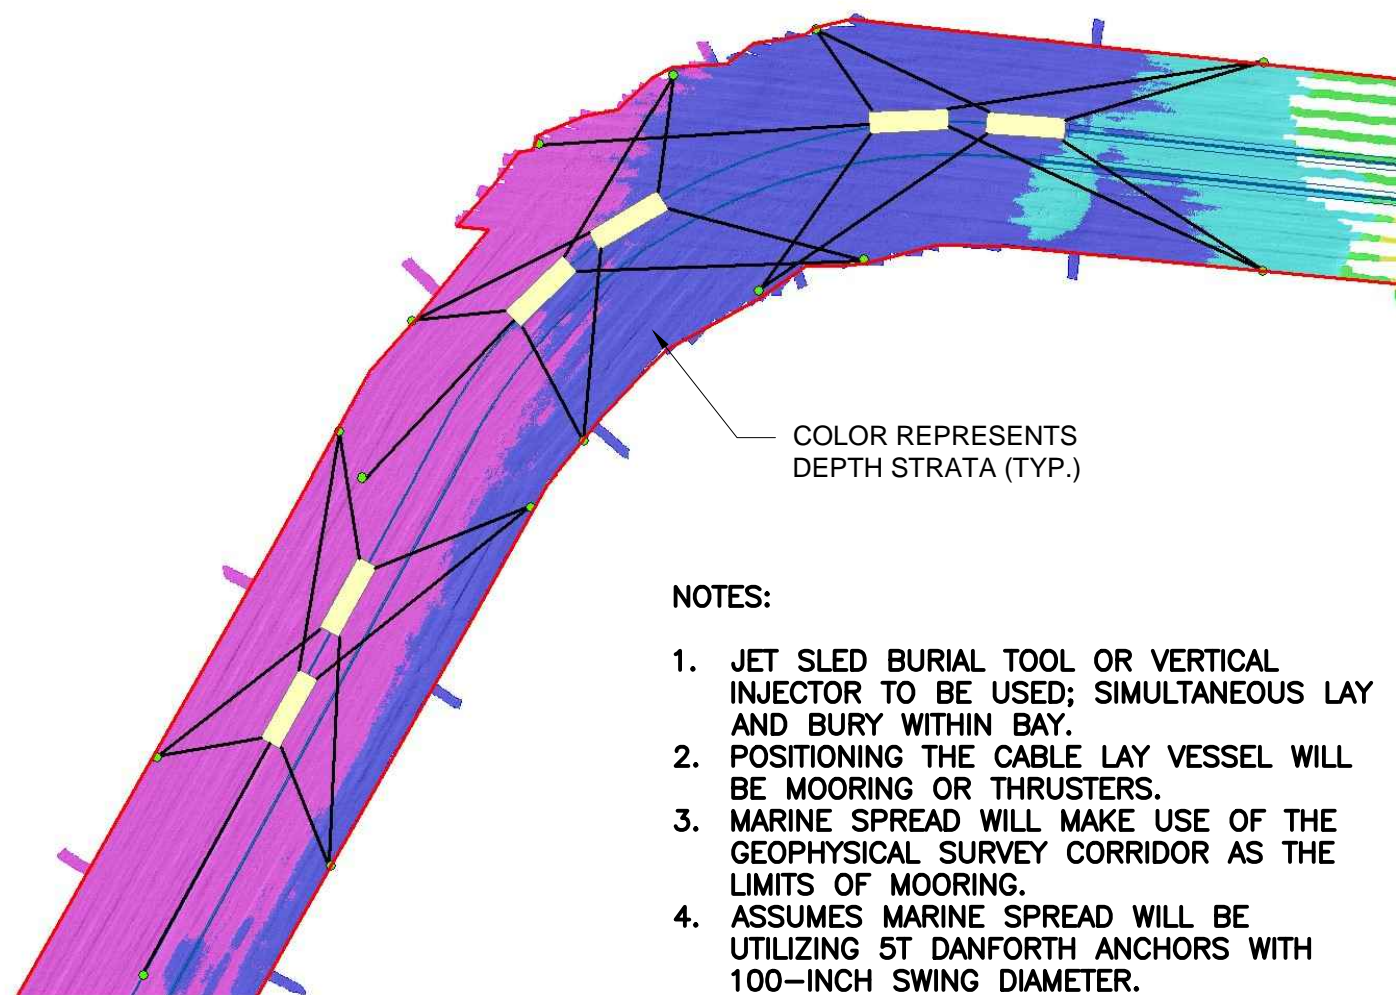 COLOR REPRESENTS
DEPTH STRATA (TYP.)
NOTES:
1. JET SLED BURIAL TOOL OR VERTICAL
INJECTOR TO BE USED; SIMULTANEOUS LAY
AND BURY WITHIN BAY.
2. POSITIONING THE CABLE LAY VESSEL WILL
BE MOORING OR THRUSTERS.
3. MARINE SPREAD WILL MAKE USE OF THE
GEOPHYSICAL SURVEY CORRIDOR AS THE
LIMITS OF MOORING.
4. ASSUMES MARINE SPREAD WILL BE
UTILIZING 5T DANFORTH ANCHORS WITH
100-INCH SWING DIAMETER.